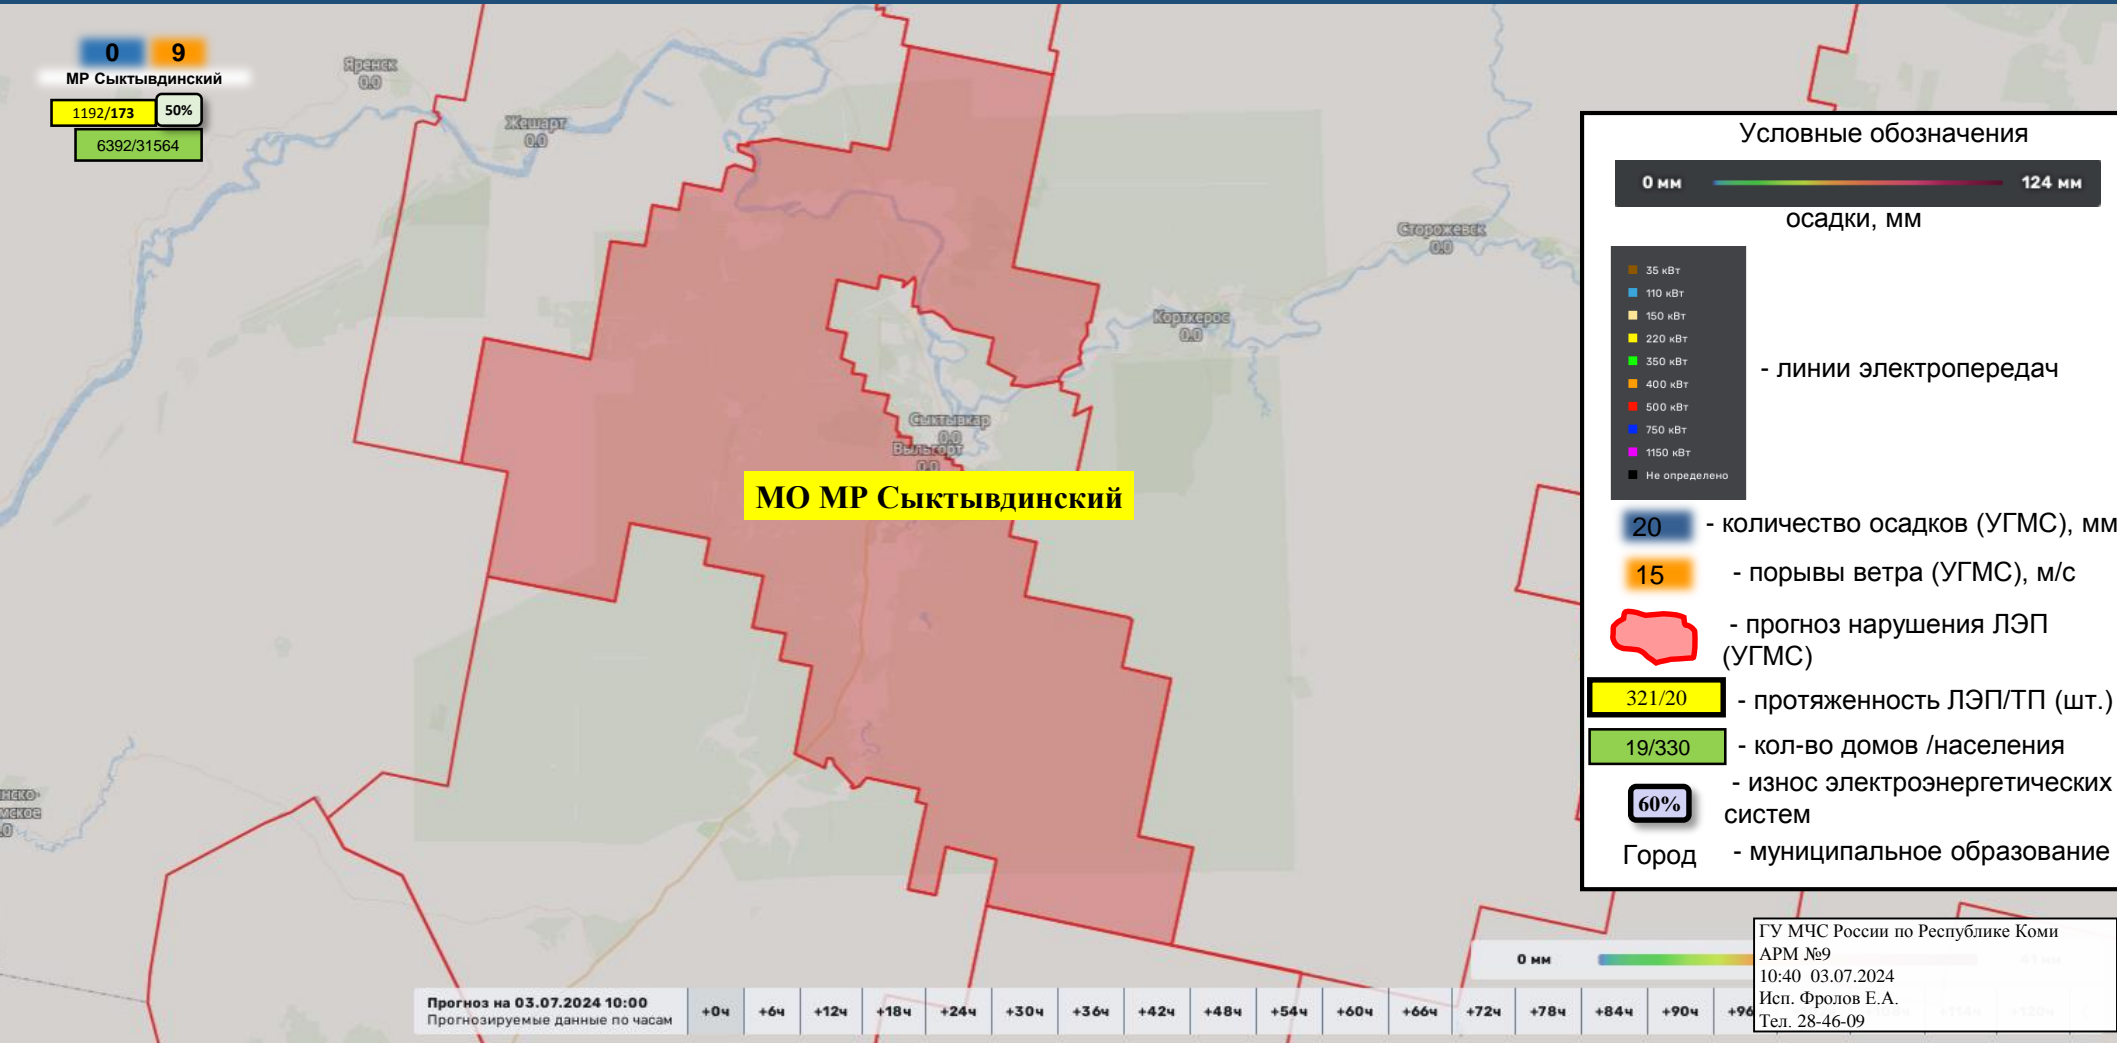 0 9
МР Сыктывдинский
1192/173 50%
6392/31564
Яренск
0.0
Жешарт
0.0
Сторожевск
0.0
Корткерос
0.0
Сыктывкар
0.0
Выльгорт
0.0
МО МР Сыктывдинский
Условные обозначения
0 мм 124 мм
осадки, мм
35 кВт
110 кВт
150 кВт
220 кВт
350 кВт
400 кВт
500 кВт
750 кВт
1150 кВт
Не определено
- линии электропередач
20 - количество осадков (УГМС), мм
15 - порывы ветра (УГМС), м/с
- прогноз нарушения ЛЭП
(УГМС)
321/20 - протяженность ЛЭП/ТП (шт.)
19/330 - кол-во домов /населения
60% - износ электроэнергетических
систем
Город - муниципальное образование
0 мм
ГУ МЧС России по Республике Коми
АРМ №9
10:40 03.07.2024
Исп. Фролов Е.А.
Тел. 28-46-09
Прогноз на 03.07.2024 10:00
Прогнозируемые данные по часам
+0ч +6ч +12ч +18ч +24ч +30ч +36ч +42ч +48ч +54ч +60ч +66ч +72ч +78ч +84ч +90ч +96